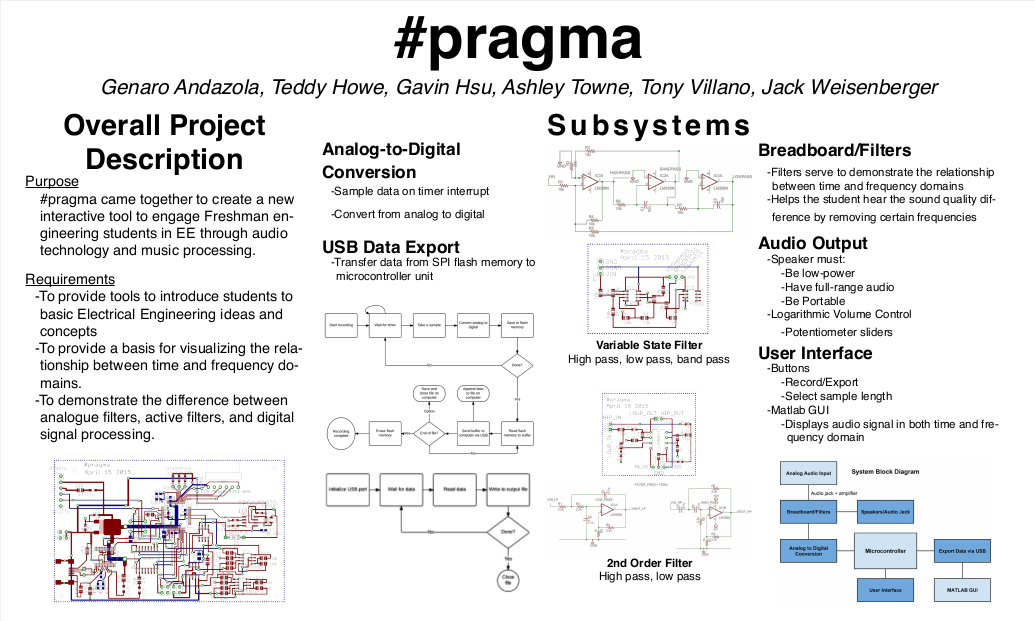 #pragma
Genaro Andazola, Teddy Howe, Gavin Hsu, Ashley Towne, Tony Villano, Jack Weisenberger
Overall Project
Description
Purpose
#pragma came together to create a new
interactive tool to engage Freshman en-
gineering students in EE through audio
technology and music processing.
Requirements
-To provide tools to introduce students to
basic Electrical Engineering ideas and
concepts
-To provide a basis for visualizing the rela-
tionship between time and frequency do-
mains.
-To demonstrate the difference between
analogue filters, active filters, and digital
signal processing.
#pragma
April 15 2015
Subsystems
Analog-to-Digital
Conversion
-Sample data on timer interrupt
-Convert from analog to digital
USB Data Export
-Transfer data from SPI flash memory to
microcontroller unit
Start recording
Wait for timer
Take a sample
Convert analog to
digital
Save to flash
memory
No
Done?
Yes
Save and
close file on
computer
Append data
to file on
computer
Option
Recording
complete
Erase flash
memory
Yes
End of file?
Send buffer to
computer via USB
Read flash
memory to buffer
No
Initialize USB port
Wait for data
Read data
Write to output file
No
Done?
Yes
Close
file
HIGHPASS
BANDPASS
LOWPASS
#pragma
April 15 2015
Variable State Filter
High pass, low pass, band pass
#pragma
April 15 2015
2nd Order Filter
High pass, low pass
Breadboard/Filters
-Filters serve to demonstrate the relationship
between time and frequency domains
-Helps the student hear the sound quality dif-
ference by removing certain frequencies
Audio Output
-Speaker must:
-Be low-power
-Have full-range audio
-Be Portable
-Logarithmic Volume Control
-Potentiometer sliders
User Interface
-Buttons
-Record/Export
-Select sample length
-Matlab GUI
-Displays audio signal in both time and fre-
quency domain
Analog Audio Input
System Block Diagram
Audio jack + amplifier
Breadboard/Filters
Speakers/Audio Jack
Analog to Digital
Conversion
Microcontroller
Export Data via USB
User Interface
MATLAB GUI